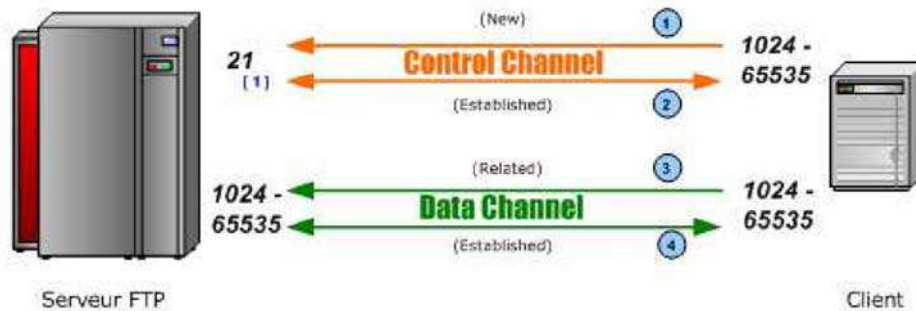 (New)
1
21
(1)
Control Channel
1024 -
65535
(Established)
2
(Related)
3
1024 -
65535
Data Channel
1024 -
65535
(Established)
4
Serveur FTP
Client